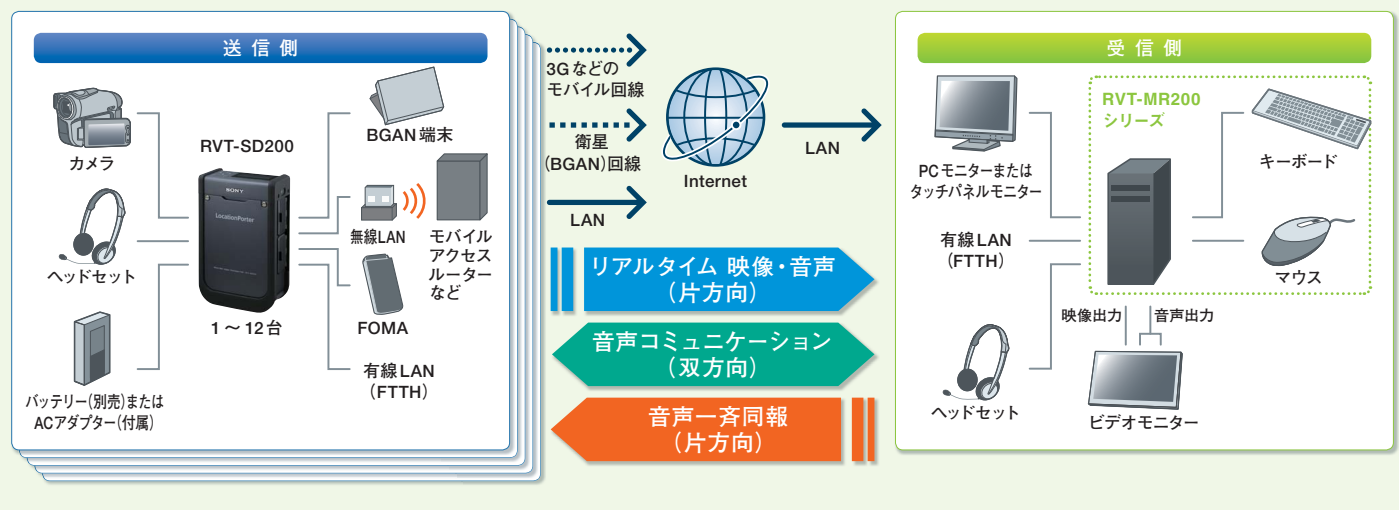 送信側
カメラ
ヘッドセット
バッテリー(別売)または
ACアダプター(付属)
RVT-SD200
SONY
LocationPorter
1～12台
BGAN端末
無線LAN
モバイル
アクセス
ルーター
など
FOMA
有線LAN
(FTTH)
3Gなどの
モバイル回線
衛星
(BGAN)回線
LAN
Internet
LAN
リアルタイム 映像・音声
(片方向)
音声コミュニケーション
(双方向)
音声一斉同報
(片方向)
受信側
PCモニターまたは
タッチパネルモニター
有線LAN
(FTTH)
ヘッドセット
RVT-MR200
シリーズ
キーボード
マウス
映像出力
音声出力
ビデオモニター